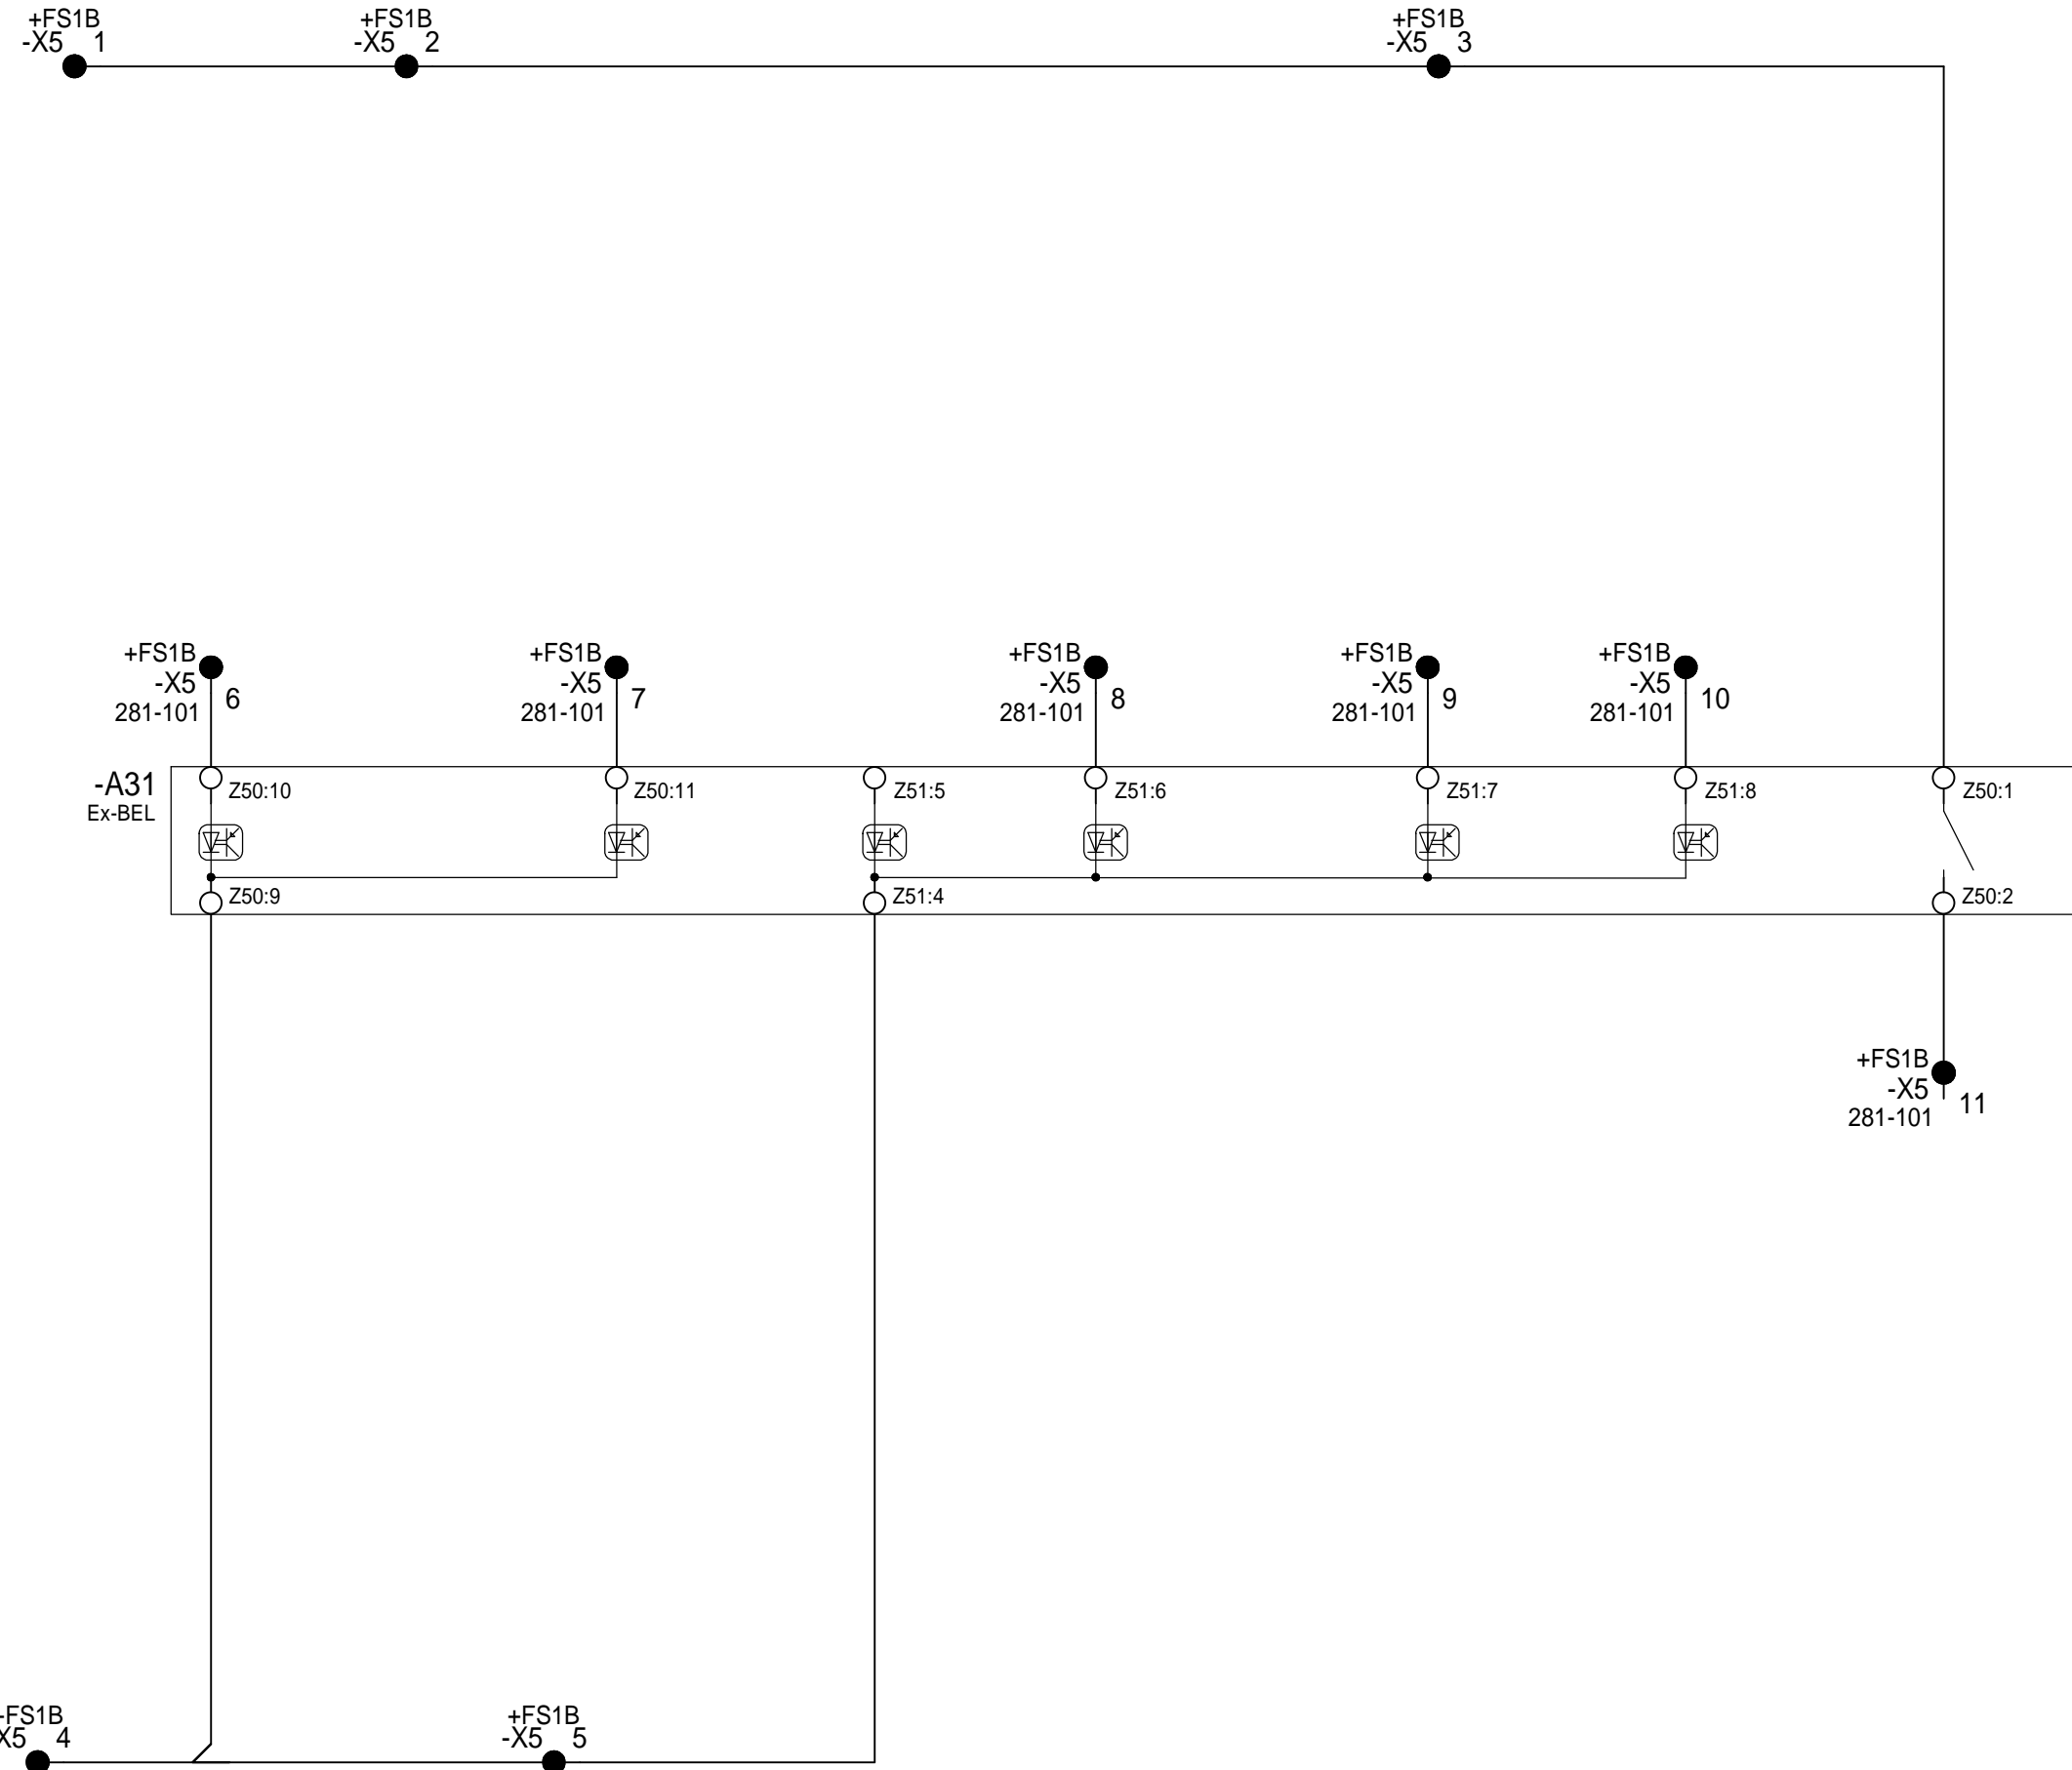 +FS1B
-X5 1
+FS1B
-X5 2
+FS1B
-X5 3
+FS1B
-X5
281-101
6
+FS1B
-X5
281-101
7
+FS1B
-X5
281-101
8
+FS1B
-X5
281-101
9
+FS1B
-X5
281-101
10
-A31
Ex-BEL
Z50:10
Z50:11
Z51:5
Z51:6
Z51:7
Z51:8
Z50:1
Z50:9
Z51:4
Z50:2
+FS1B
-X5
281-101
11
-FS1B
X5 4
+FS1B
-X5 5